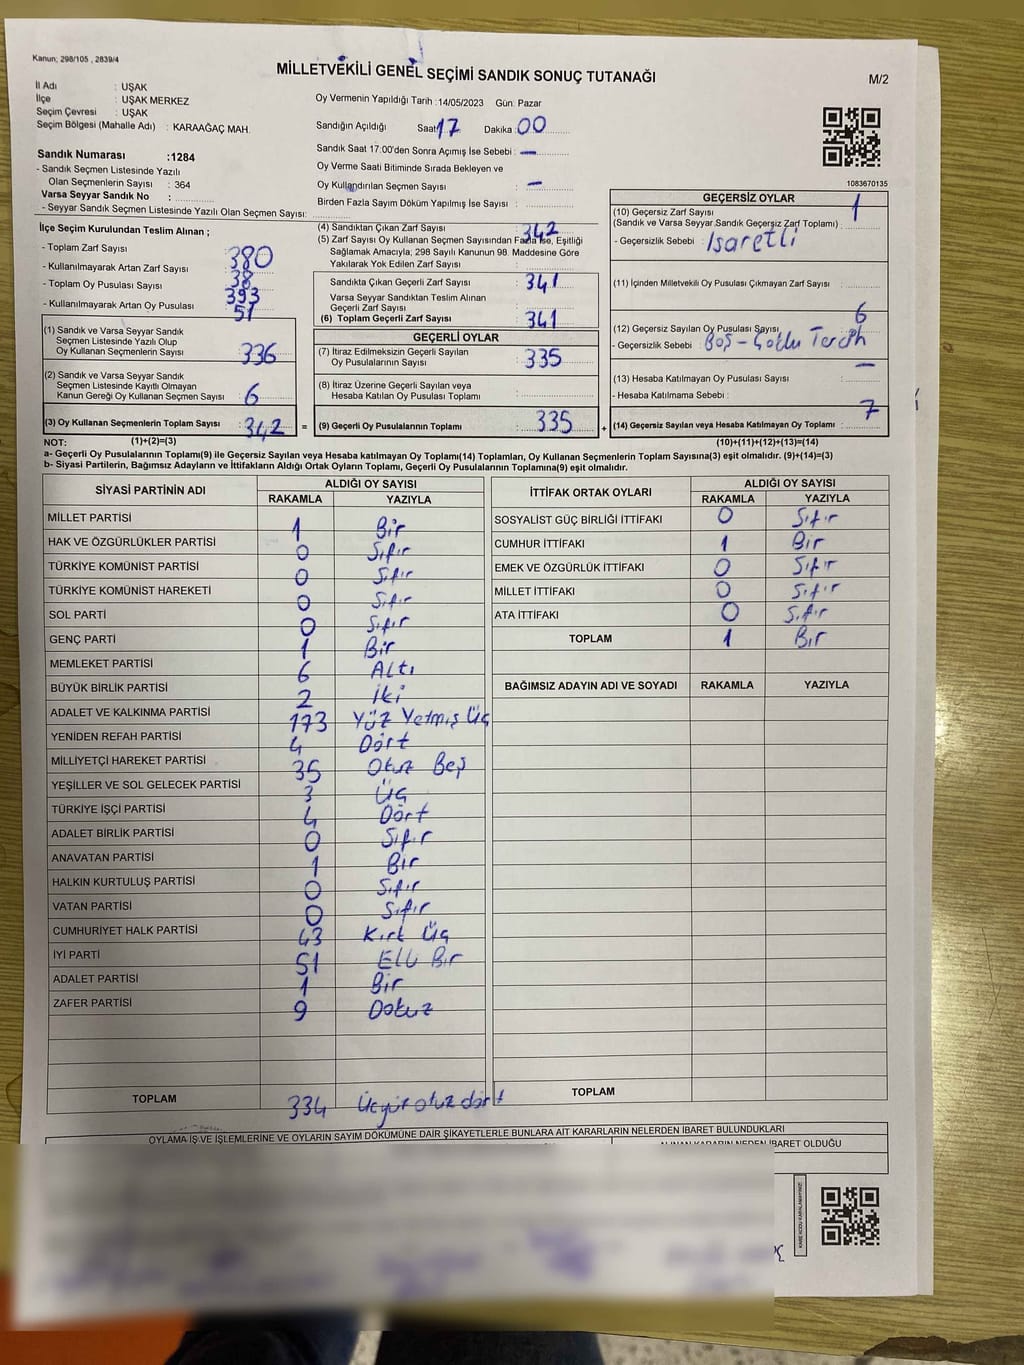 Kanun; 298/105 , 2839/4
MİLLETVEKİLİ GENEL SEÇİMİ SANDIK SONUÇ TUTANAĞI
M/2
İl Adı : UŞAK
İlçe : UŞAK MERKEZ
Seçim Çevresi : UŞAK
Seçim Bölgesi (Mahalle Adı) : KARAAĞAÇ MAH.
Oy Vermenin Yapıldığı Tarih :14/05/2023 Gün: Pazar
Sandığın Açıldığı Saat 17 Dakika : 00
Sandık Saat 17:00'den Sonra Açımış İse Sebebi : —
Oy Verme Saati Bitiminde Sırada Bekleyen ve
Oy Kullandırılan Seçmen Sayısı : —
Birden Fazla Sayım Döküm Yapılmış İse Sayısı :
Sandık Numarası :1284
- Sandık Seçmen Listesinde Yazılı
Olan Seçmenlerin Sayısı : 364
Varsa Seyyar Sandık No :
- Seyyar Sandık Seçmen Listesinde Yazılı Olan Seçmen Sayısı:
1083670135
İlçe Seçim Kurulundan Teslim Alınan ;
- Toplam Zarf Sayısı : 380
- Kullanılmayarak Artan Zarf Sayısı : 38
- Toplam Oy Pusulası Sayısı : 393
- Kullanılmayarak Artan Oy Pusulası : 51
(1) Sandık ve Varsa Seyyar Sandık
Seçmen Listesinde Yazılı Olup
Oy Kullanan Seçmenlerin Sayısı : 336
(2) Sandık ve Varsa Seyyar Sandık
Seçmen Listesinde Kayıtlı Olmayan
Kanun Gereği Oy Kullanan Seçmen Sayısı : 6
(3) Oy Kullanan Seçmenlerin Toplam Sayısı : 342 =
(4) Sandıktan Çıkan Zarf Sayısı : 342
(5) Zarf Sayısı Oy Kullanan Seçmen Sayısından Fazla İse, Eşitliği
Sağlamak Amacıyla, 298 Sayılı Kanunun 98. Maddesine Göre
Yakılarak Yok Edilen Zarf Sayısı :
Sandıkta Çıkan Geçerli Zarf Sayısı : 341
Varsa Seyyar Sandıktan Teslim Alınan
Geçerli Zarf Sayısı :
(6) Toplam Geçerli Zarf Sayısı : 341
GEÇERLİ OYLAR
(7) İtiraz Edilmeksizin Geçerli Sayılan
Oy Pusulalarının Sayısı : 335
(8) İtiraz Üzerine Geçerli Sayılan veya
Hesaba Katılan Oy Pusulası Toplamı :
(9) Geçerli Oy Pusulalarının Toplamı : 335 +
GEÇERSİZ OYLAR
(10) Geçersiz Zarf Sayısı 1
(Sandık ve Varsa Seyyar Sandık Geçersiz Zarf Toplamı) :
- Geçersizlik Sebebi : Isaretli
(11) İçinden Milletvekili Oy Pusulası Çıkmayan Zarf Sayısı :
(12) Geçersiz Sayılan Oy Pusulası Sayısı : 6
- Geçersizlik Sebebi : Boş - Çoklu Tercih
(13) Hesaba Katılmayan Oy Pusulası Sayısı : —
- Hesaba Katılmama Sebebi :
(14) Geçersiz Sayılan veya Hesaba Katılmayan Oy Toplamı : 7
NOT: (1)+(2)=(3) (10)+(11)+(12)+(13)=(14)
a- Geçerli Oy Pusulalarının Toplamı(9) ile Geçersiz Sayılan veya Hesaba katılmayan Oy Toplamı(14) Toplamları, Oy Kullanan Seçmenlerin Toplam Sayısına(3) eşit olmalıdır. (9)+(14)=(3)
b- Siyasi Partilerin, Bağımsız Adayların ve İttifakların Aldığı Ortak Oyların Toplamı, Geçerli Oy Pusulalarının Toplamına(9) eşit olmalıdır.
SİYASİ PARTİNİN ADI ALDIĞI OY SAYISI
RAKAMLA YAZIYLA
MİLLET PARTİSİ 1 Bir
HAK VE ÖZGÜRLÜKLER PARTİSİ 0 Sıfır
TÜRKİYE KOMÜNİST PARTİSİ 0 Sıfır
TÜRKİYE KOMÜNİST HAREKETİ 0 Sıfır
SOL PARTİ 0 Sıfır
GENÇ PARTİ 1 Bir
MEMLEKET PARTİSİ 6 Altı
BÜYÜK BİRLİK PARTİSİ 2 İki
ADALET VE KALKINMA PARTİSİ 173 Yüz Yetmiş Üç
YENİDEN REFAH PARTİSİ 4 Dört
MİLLİYETÇİ HAREKET PARTİSİ 35 Otuz Beş
YEŞİLLER VE SOL GELECEK PARTİSİ 3 Üç
TÜRKİYE İŞÇİ PARTİSİ 4 Dört
ADALET BİRLİK PARTİSİ 0 Sıfır
ANAVATAN PARTİSİ 1 Bir
HALKIN KURTULUŞ PARTİSİ 0 Sıfır
VATAN PARTİSİ 0 Sıfır
CUMHURİYET HALK PARTİSİ 43 Kırk Üç
İYİ PARTİ 51 Elli Bir
ADALET PARTİSİ 1 Bir
ZAFER PARTİSİ 9 Dokuz
TOPLAM 334 Üçyüz otuz dört
İTTİFAK ORTAK OYLARI ALDIĞI OY SAYISI
RAKAMLA YAZIYLA
SOSYALİST GÜÇ BİRLİĞİ İTTİFAKI 0 Sıfır
CUMHUR İTTİFAKI 1 Bir
EMEK VE ÖZGÜRLÜK İTTİFAKI 0 Sıfır
MİLLET İTTİFAKI 0 Sıfır
ATA İTTİFAKI 0 Sıfır
TOPLAM 1 Bir
BAĞIMSIZ ADAYIN ADI VE SOYADI RAKAMLA YAZIYLA
TOPLAM
OYLAMA İŞ VE İŞLEMLERİNE VE OYLARIN SAYIM DÖKÜMÜNE DAİR ŞİKAYETLERLE BUNLARA AİT KARARLARIN NELERDEN İBARET BULUNDUKLARI
ALINAN KARARIN NEDEN İBARET OLDUĞU
KARE KODU KARALAMAYINIZ!